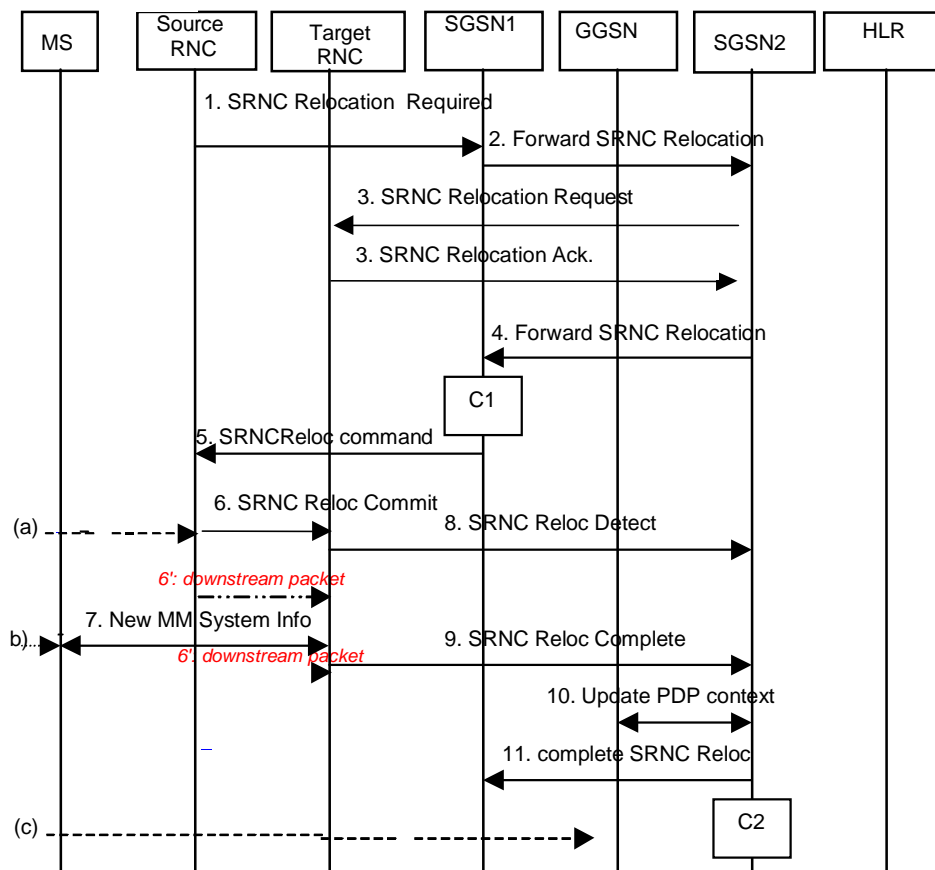 MS
Source
RNC
Target
RNC
SGSN1
GGSN
SGSN2
HLR
1. SRNC Relocation Required
2. Forward SRNC Relocation
3. SRNC Relocation Request
3. SRNC Relocation Ack.
4. Forward SRNC Relocation
C1
5. SRNCReloc command
6. SRNC Reloc Commit
(a)
8. SRNC Reloc Detect
6': downstream packet
7. New MM System Info
b)
9. SRNC Reloc Complete
6': downstream packet
10. Update PDP context
11. complete SRNC Reloc
C2
(c)